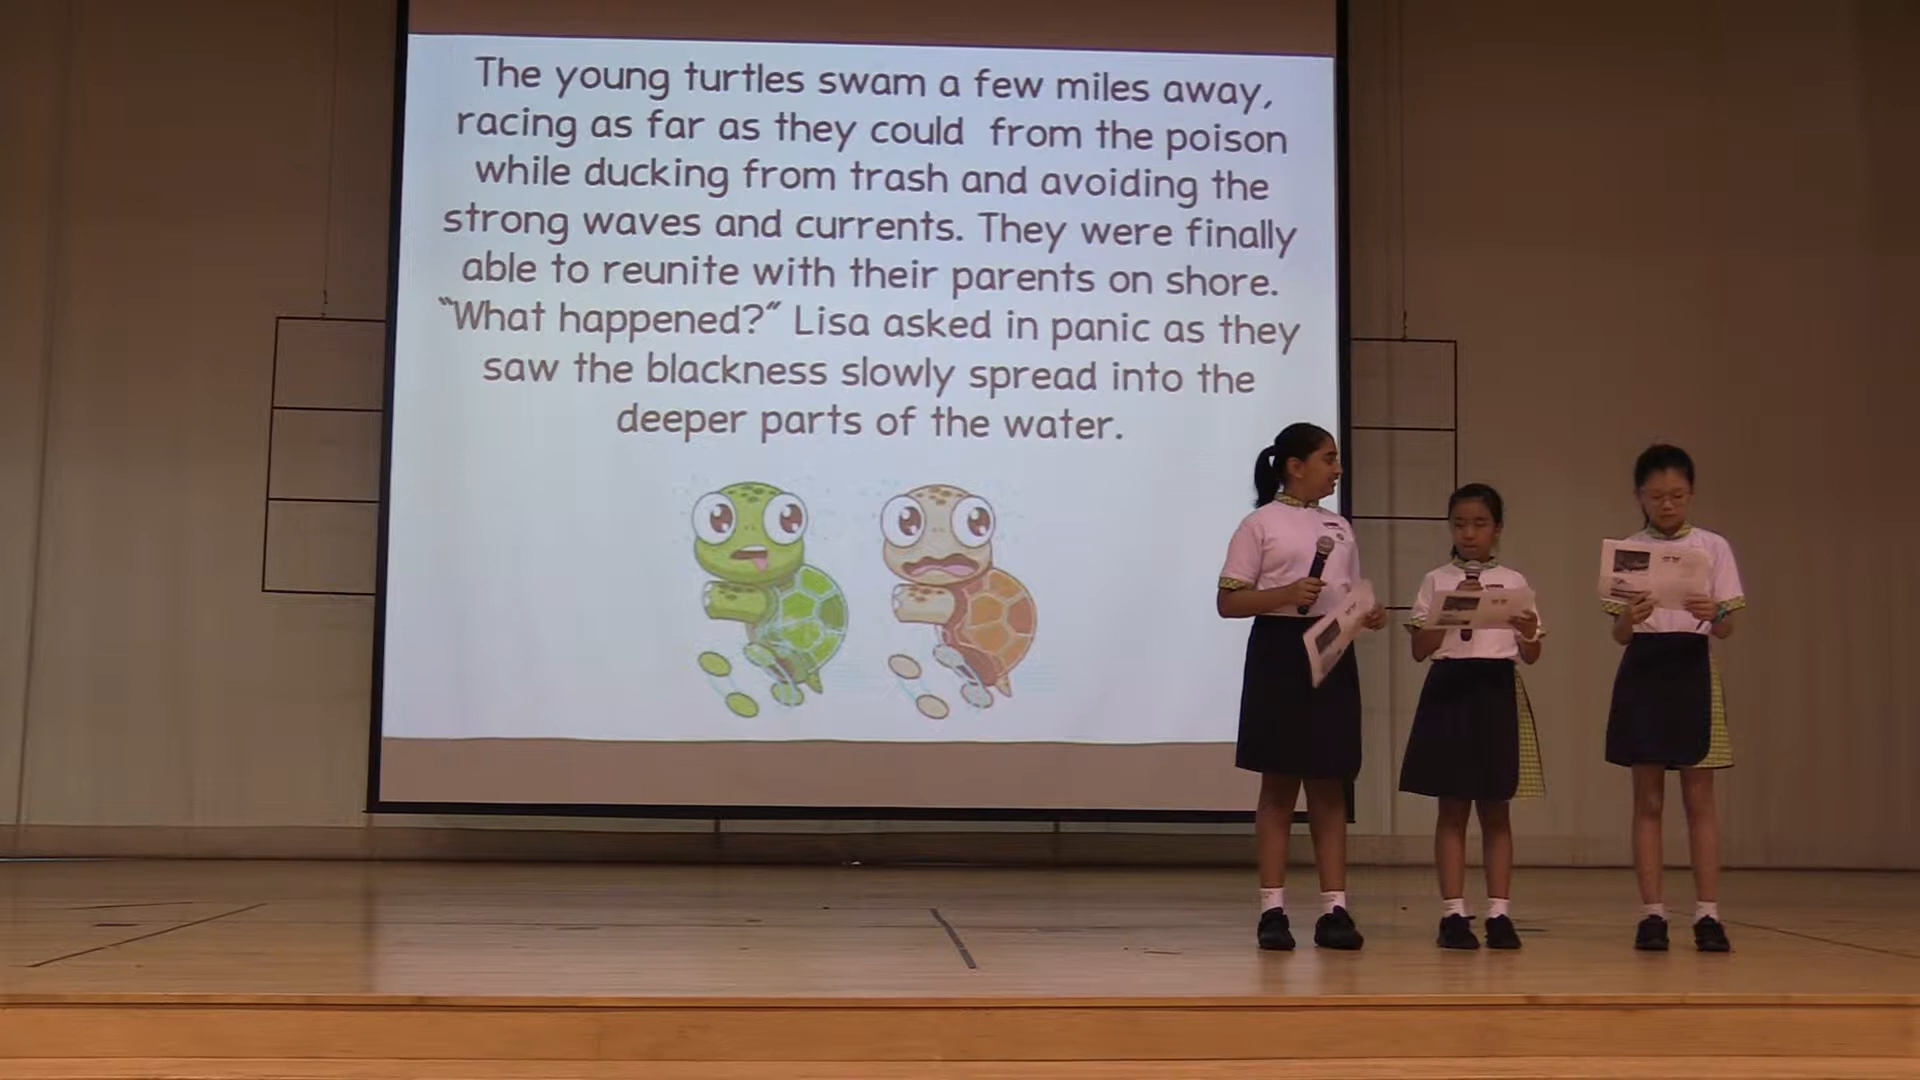 The young turtles swam a few miles away,
racing as far as they could from the poison
while ducking from trash and avoiding the
strong waves and currents. They were finally
able to reunite with their parents on shore.
“What happened?” Lisa asked in panic as they
saw the blackness slowly spread into the
deeper parts of the water.